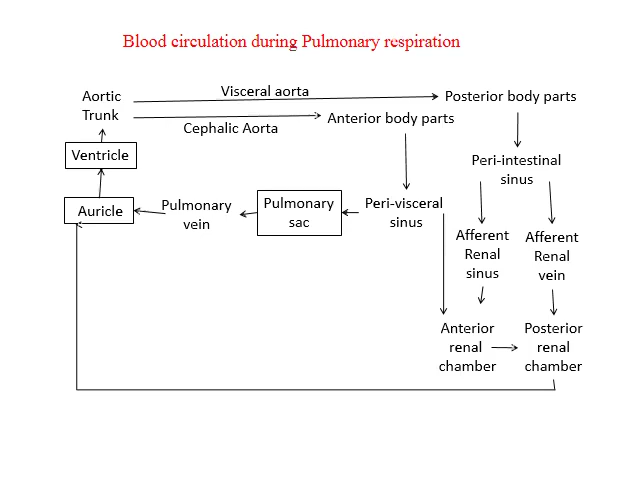 Blood circulation during Pulmonary respiration
Aortic
Trunk
Visceral aorta
Posterior body parts
Cephalic Aorta
Anterior body parts
Ventricle
Peri-intestinal
sinus
Auricle
Pulmonary
vein
Pulmonary
sac
Peri-visceral
sinus
Afferent
Renal
sinus
Afferent
Renal
vein
Anterior
renal
chamber
Posterior
renal
chamber